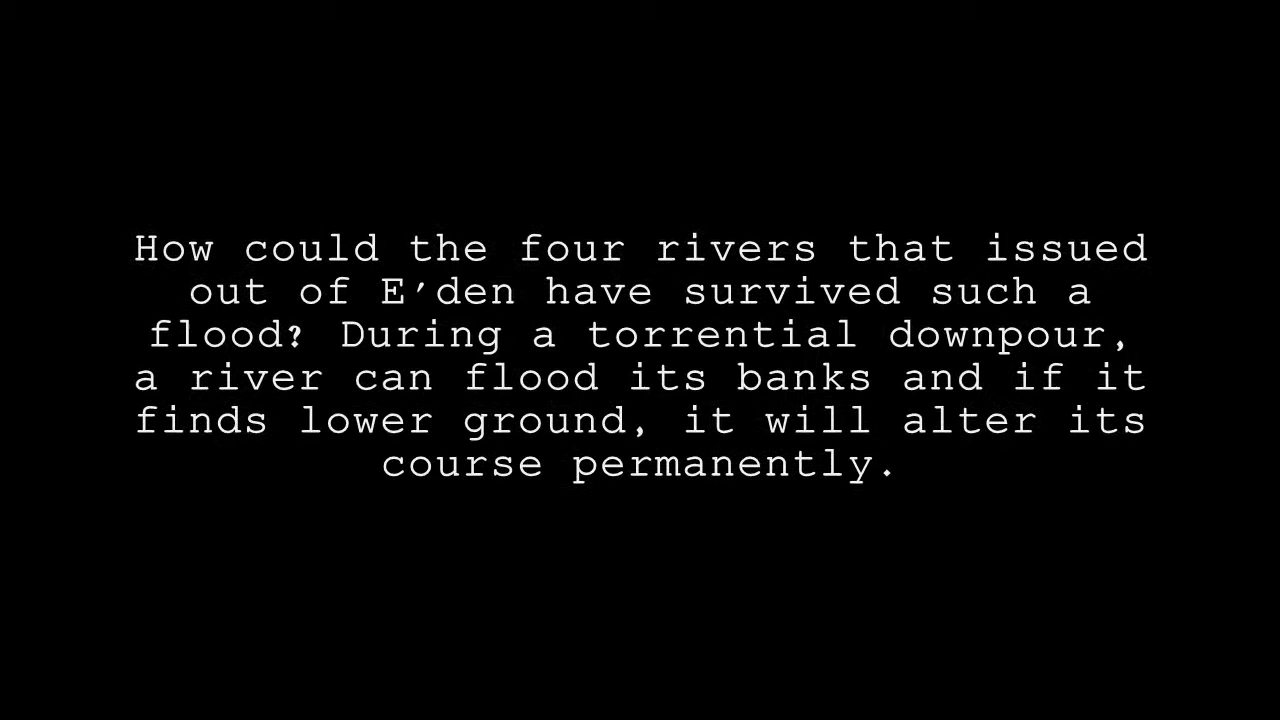 How could the four rivers that issued
out of E′den have survived such a
flood? During a torrential downpour,
a river can flood its banks and if it
finds lower ground, it will alter its
course permanently.